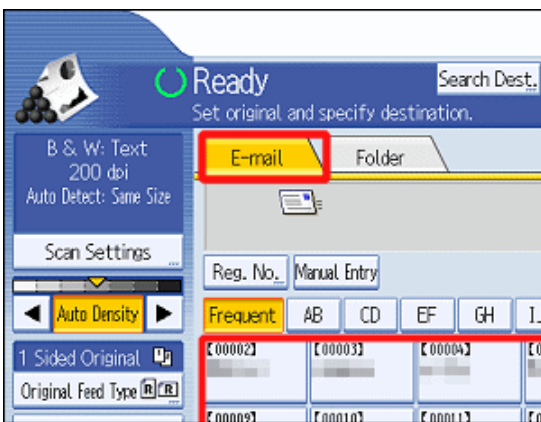 Ready
Search Dest.
Set original and specify destination.
B & W: Text
200 dpi
Auto Detect: Same Size
E-mail
Folder
Scan Settings
Reg. No.
Manual Entry
Auto Density
Frequent
AB
CD
EF
GH
1 Sided Original
Original Feed Type
[00002]
[00003]
[00004]
[00009]
[00010]
[00011]